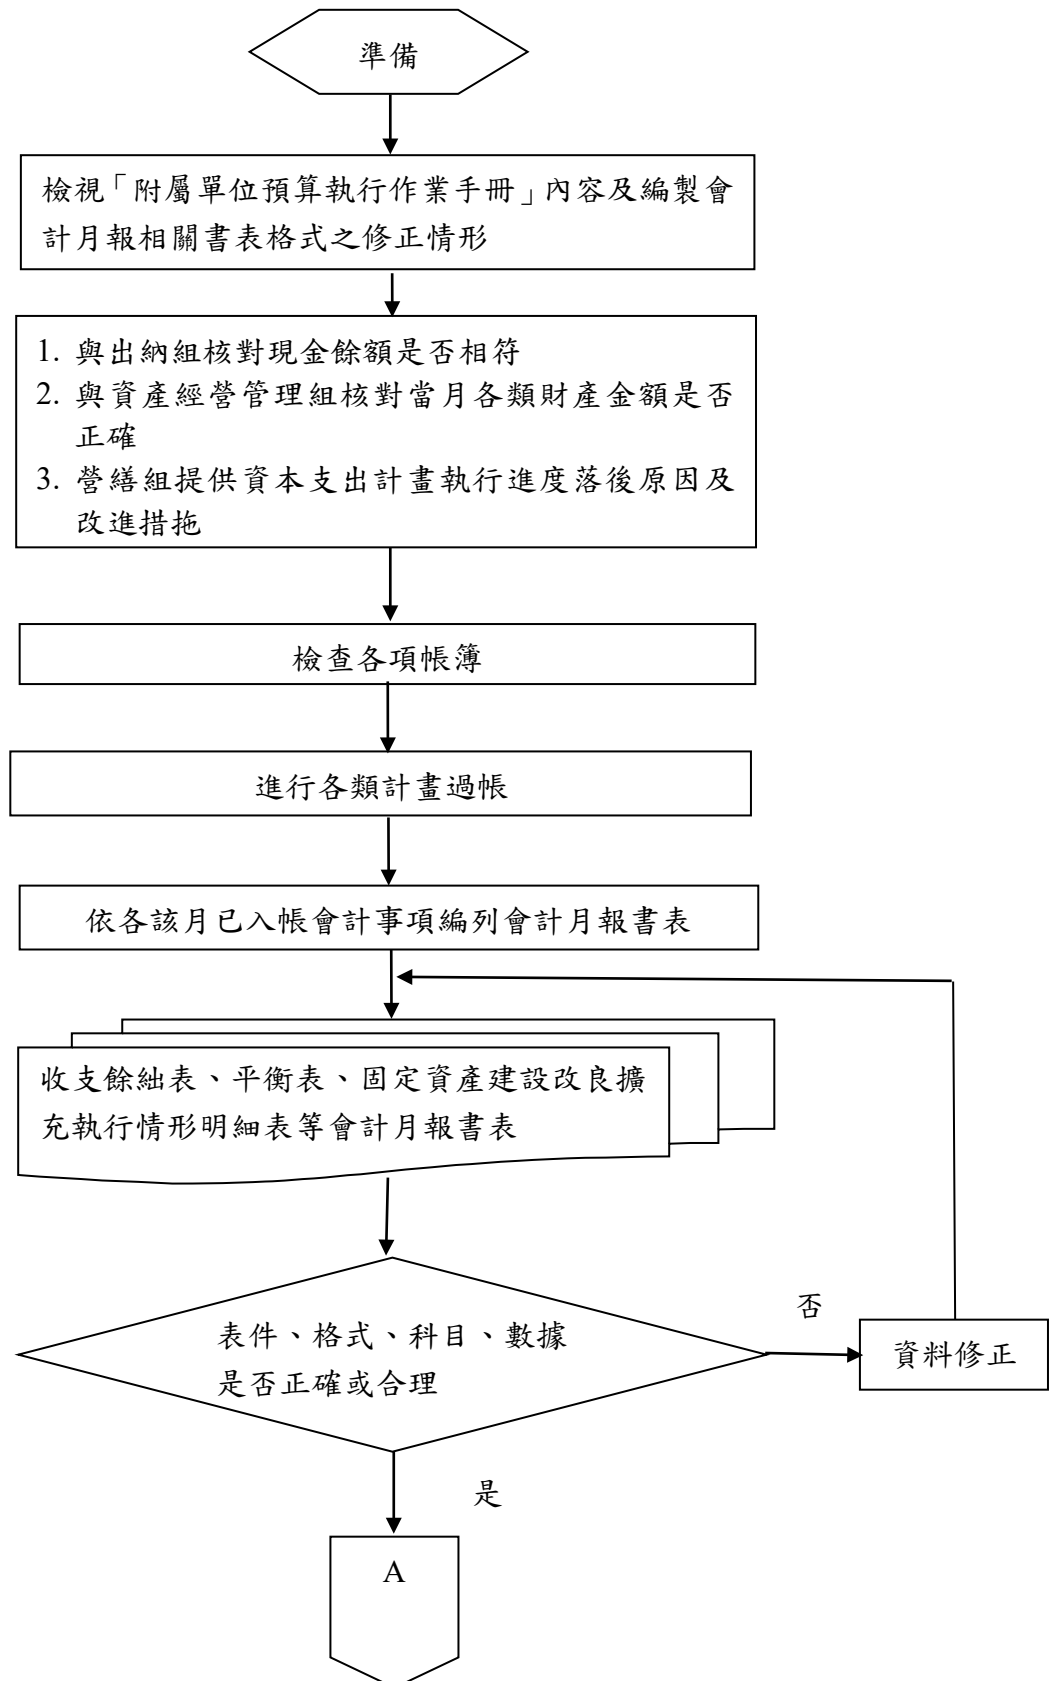 準備
檢視「附屬單位預算執行作業手冊」內容及編製會
計月報相關書表格式之修正情形
1. 與出納組核對現金餘額是否相符
2. 與資產經營管理組核對當月各類財產金額是否
正確
3. 營繕組提供資本支出計畫執行進度落後原因及
改進措拖
檢查各項帳簿
進行各類計畫過帳
依各該月已入帳會計事項編列會計月報書表
收支餘絀表、平衡表、固定資產建設改良擴
充執行情形明細表等會計月報書表
表件、格式、科目、數據
是否正確或合理
否
資料修正
是
A